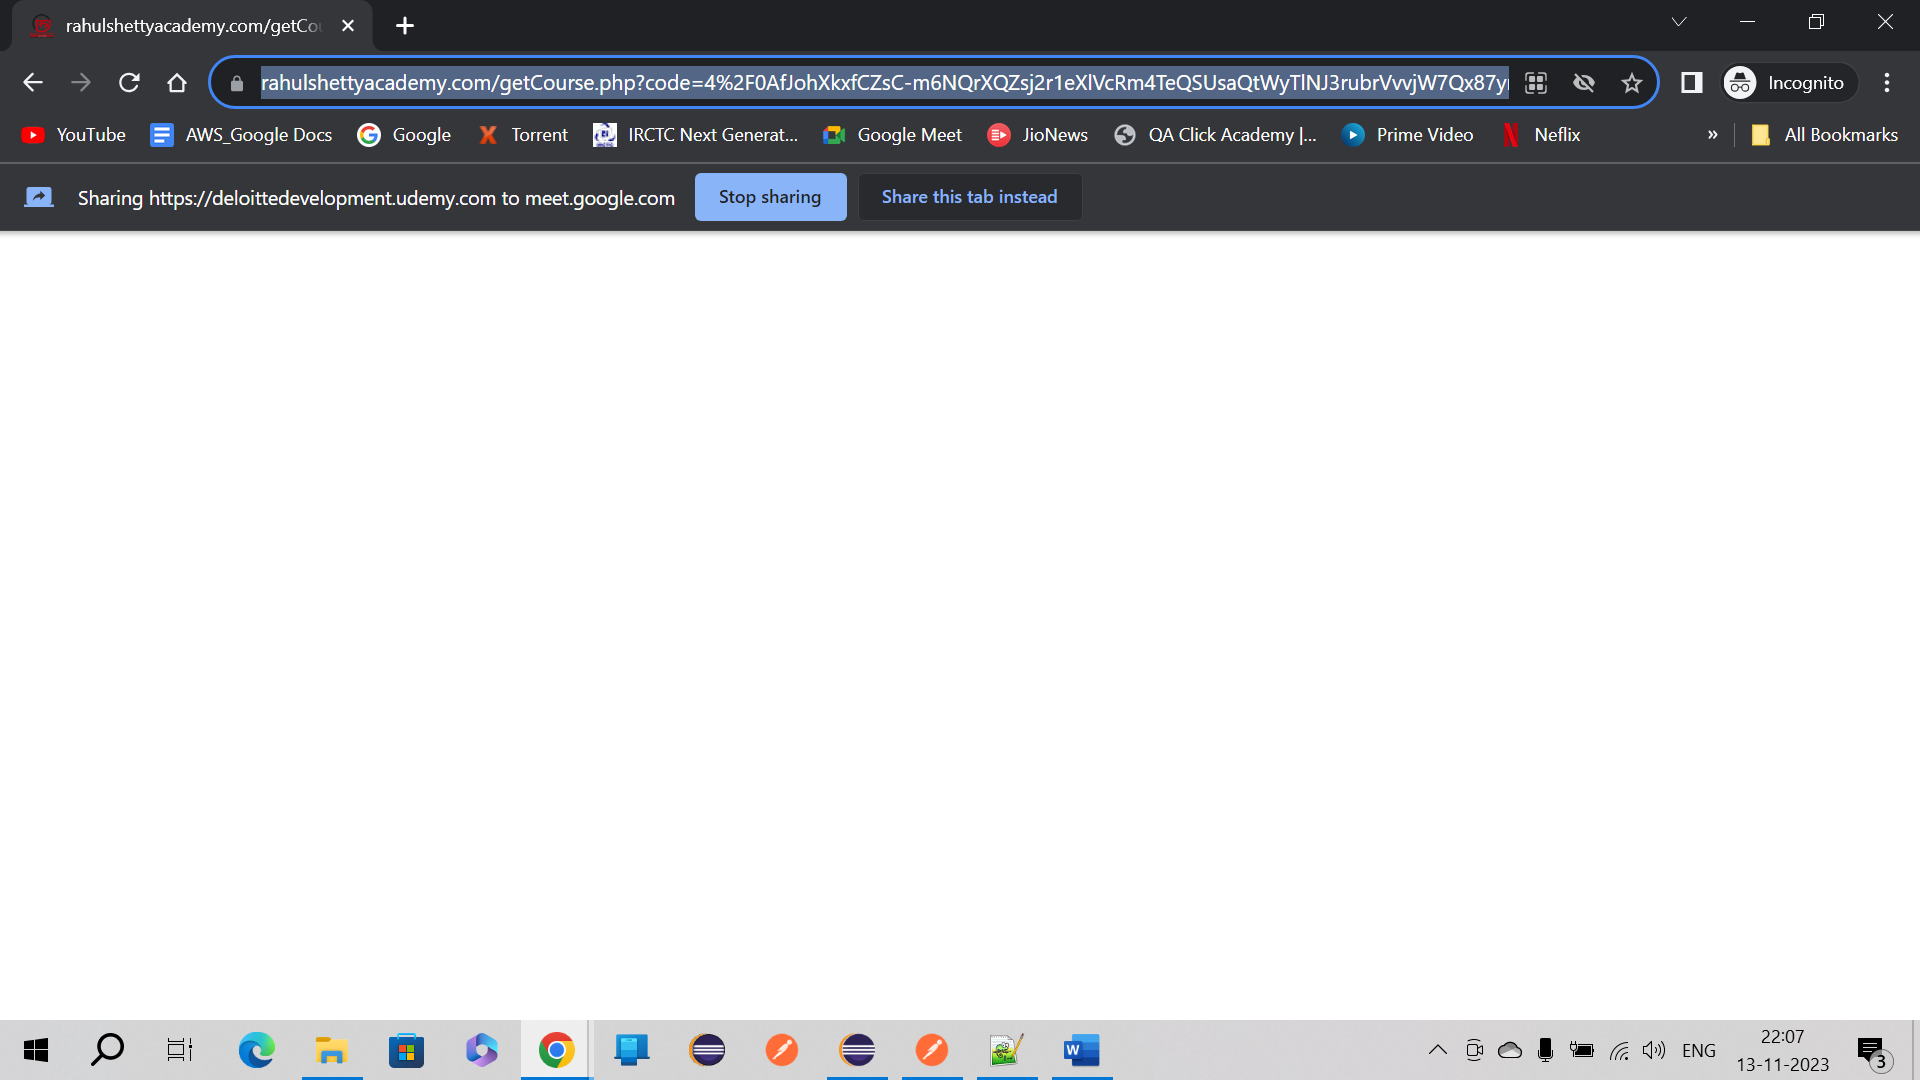 rahulshettyacademy.com/getCo
rahulshettyacademy.com/getCourse.php?code=4%2F0AfJohXkxfCZsC-m6NQrXQZsj2r1eXlVcRm4TeQSUsaQtWyTlNJ3rubrVvvjW7Qx87y
Incognito
YouTube AWS_Google Docs Google Torrent IRCTC Next Generat... Google Meet JioNews QA Click Academy |... Prime Video Neflix » All Bookmarks
Sharing https://deloittedevelopment.udemy.com to meet.google.com Stop sharing Share this tab instead
ENG
22:07
13-11-2023
3